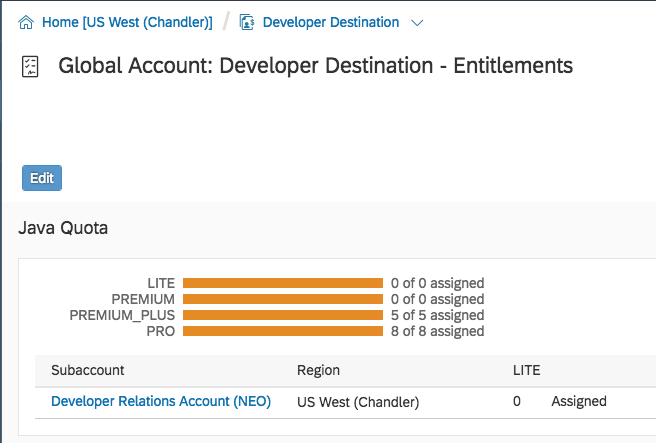 Home [US West (Chandler)] / Developer Destination
Global Account: Developer Destination - Entitlements
Edit
Java Quota
LITE 0 of 0 assigned
PREMIUM 0 of 0 assigned
PREMIUM_PLUS 5 of 5 assigned
PRO 8 of 8 assigned
Subaccount Region LITE
Developer Relations Account (NEO) US West (Chandler) 0 Assigned